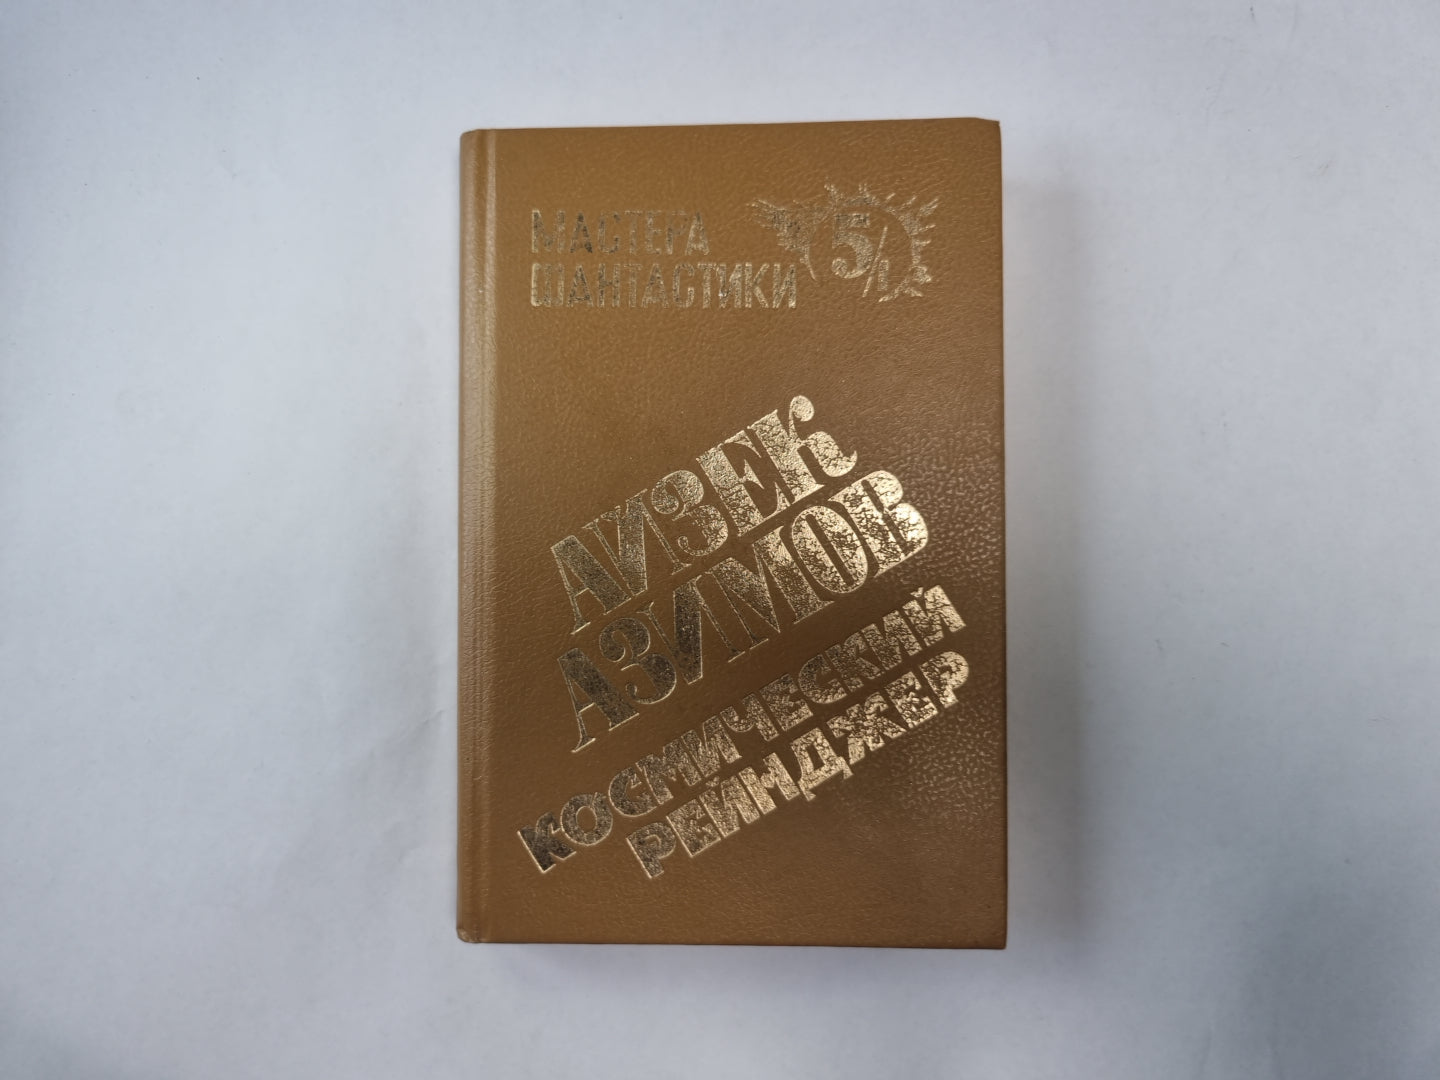 МАСТЕРА
ФАНТАСТИКИ
5/1
АЙЗЕК
АЗИМОВ
КОСМИЧЕСКИЙ
РЕЙНДЖЕР